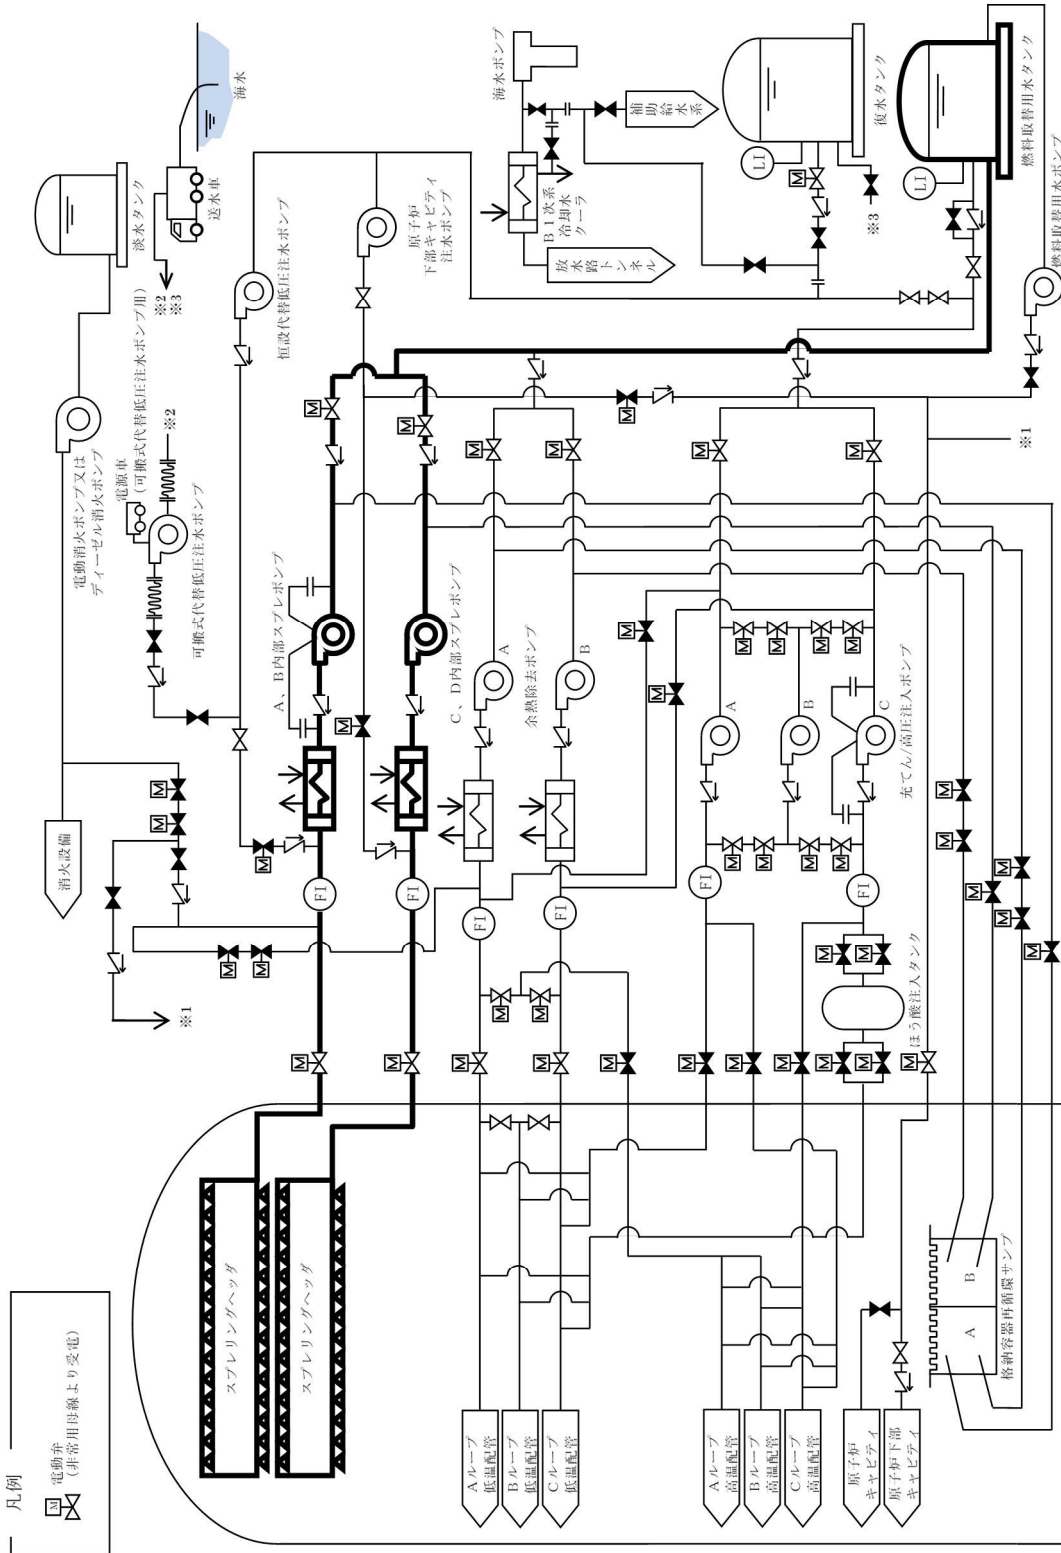 凡例
電動弁
(非常用母線より受電)
M
淡水タンク
海水
送水車
※2
※3
電動消火ポンプ又は
ディーゼル消火ポンプ
電源車
(可搬式代替低圧注水ポンプ用)
※2
可搬式代替低圧注水ポンプ
消火設備
※1
恒設代替低圧注水ポンプ
原子炉
下部キャビティ
注水ポンプ
海水ポンプ
B1次系
冷却水
クーラ
放水路トンネル
補助給水系
復水タンク
LI
※3
燃料取替用水タンク
LI
燃料取替用水ポンプ
※1
A、B内部スプレポンプ
C、D内部スプレポンプ
FI
FI
スプレリングヘッダ
スプレリングヘッダ
余熱除去ポンプ
A
B
FI
FI
充てん/高圧注入ポンプ
A
B
C
FI
FI
ほう酸注入タンク
Aループ
低温配管
Bループ
低温配管
Cループ
低温配管
Aループ
高温配管
Bループ
高温配管
Cループ
高温配管
原子炉
キャビティ
原子炉下部
キャビティ
A
B
格納容器再循環サンプ